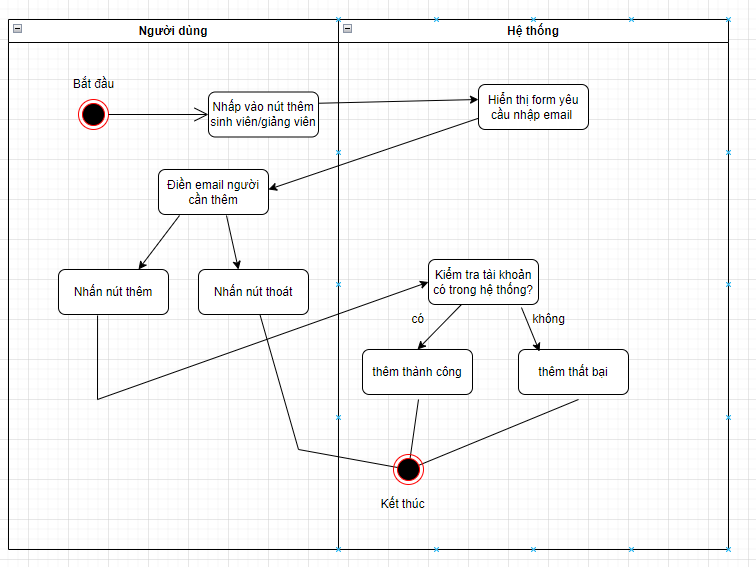 Người dùng
Hệ thống
Bắt đầu
Nhấp vào nút thêm
sinh viên/giảng viên
Hiển thị form yêu
cầu nhập email
Điền email người
cần thêm
Nhấn nút thêm
Nhấn nút thoát
Kiểm tra tài khoản
có trong hệ thống?
có
không
thêm thành công
thêm thất bại
Kết thúc